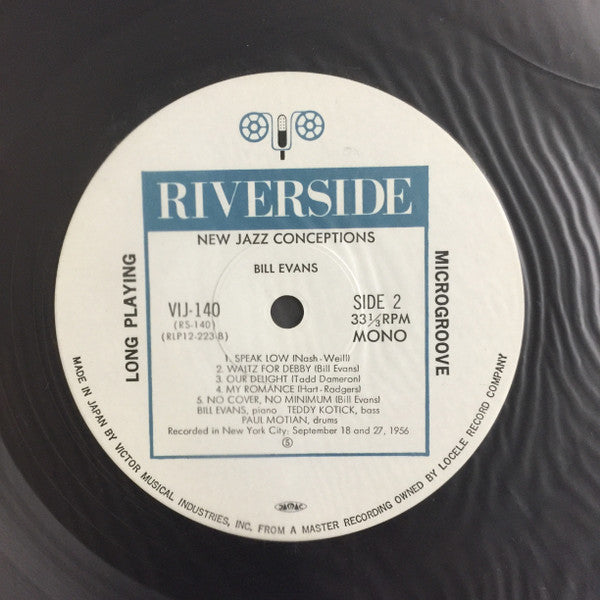 RIVERSIDE
NEW JAZZ CONCEPTIONS
BILL EVANS
LONG PLAYING
MICROGROOVE
VIJ-140
(RS-140)
(RLP12-223-B)
SIDE 2
33 1/3 RPM
MONO
1. SPEAK LOW (Nash-Weill)
2. WALTZ FOR DEBBY (Bill Evans)
3. OUR DELIGHT (Tadd Dameron)
4. MY ROMANCE (Hart-Rodgers)
5. NO COVER, NO MINIMUM (Bill Evans)
BILL EVANS, piano TEDDY KOTICK, bass
PAUL MOTIAN, drums
Recorded in New York City: September 18 and 27, 1956
Ⓢ
MADE IN JAPAN BY VICTOR MUSICAL INDUSTRIES, INC. FROM A MASTER RECORDING OWNED BY LOCELE RECORD COMPANY